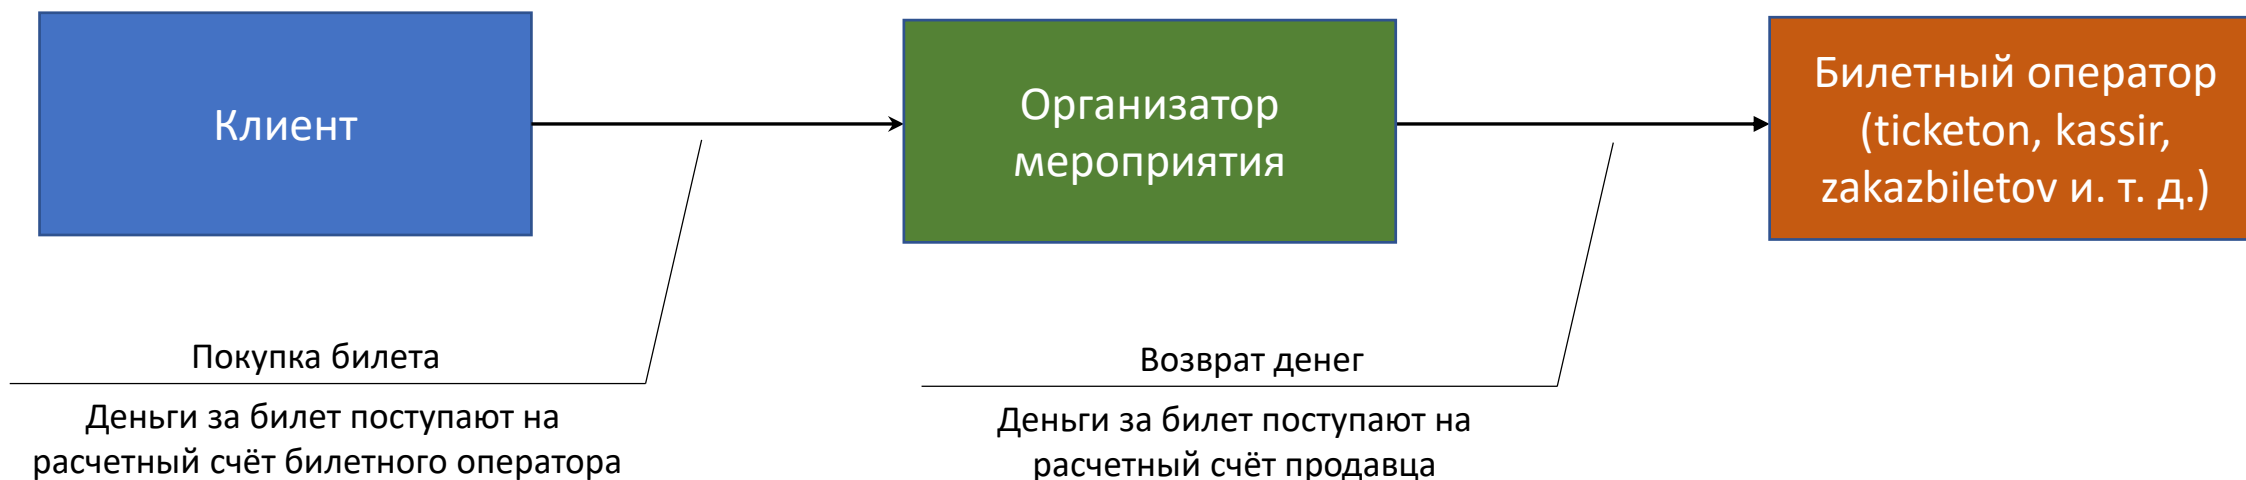 Клиент
Организатор
мероприятия
Билетный оператор
(ticketon, kassir,
zakazbiletov и. т. д.)
Покупка билета
Деньги за билет поступают на
расчетный счёт билетного оператора
Возврат денег
Деньги за билет поступают на
расчетный счёт продавца